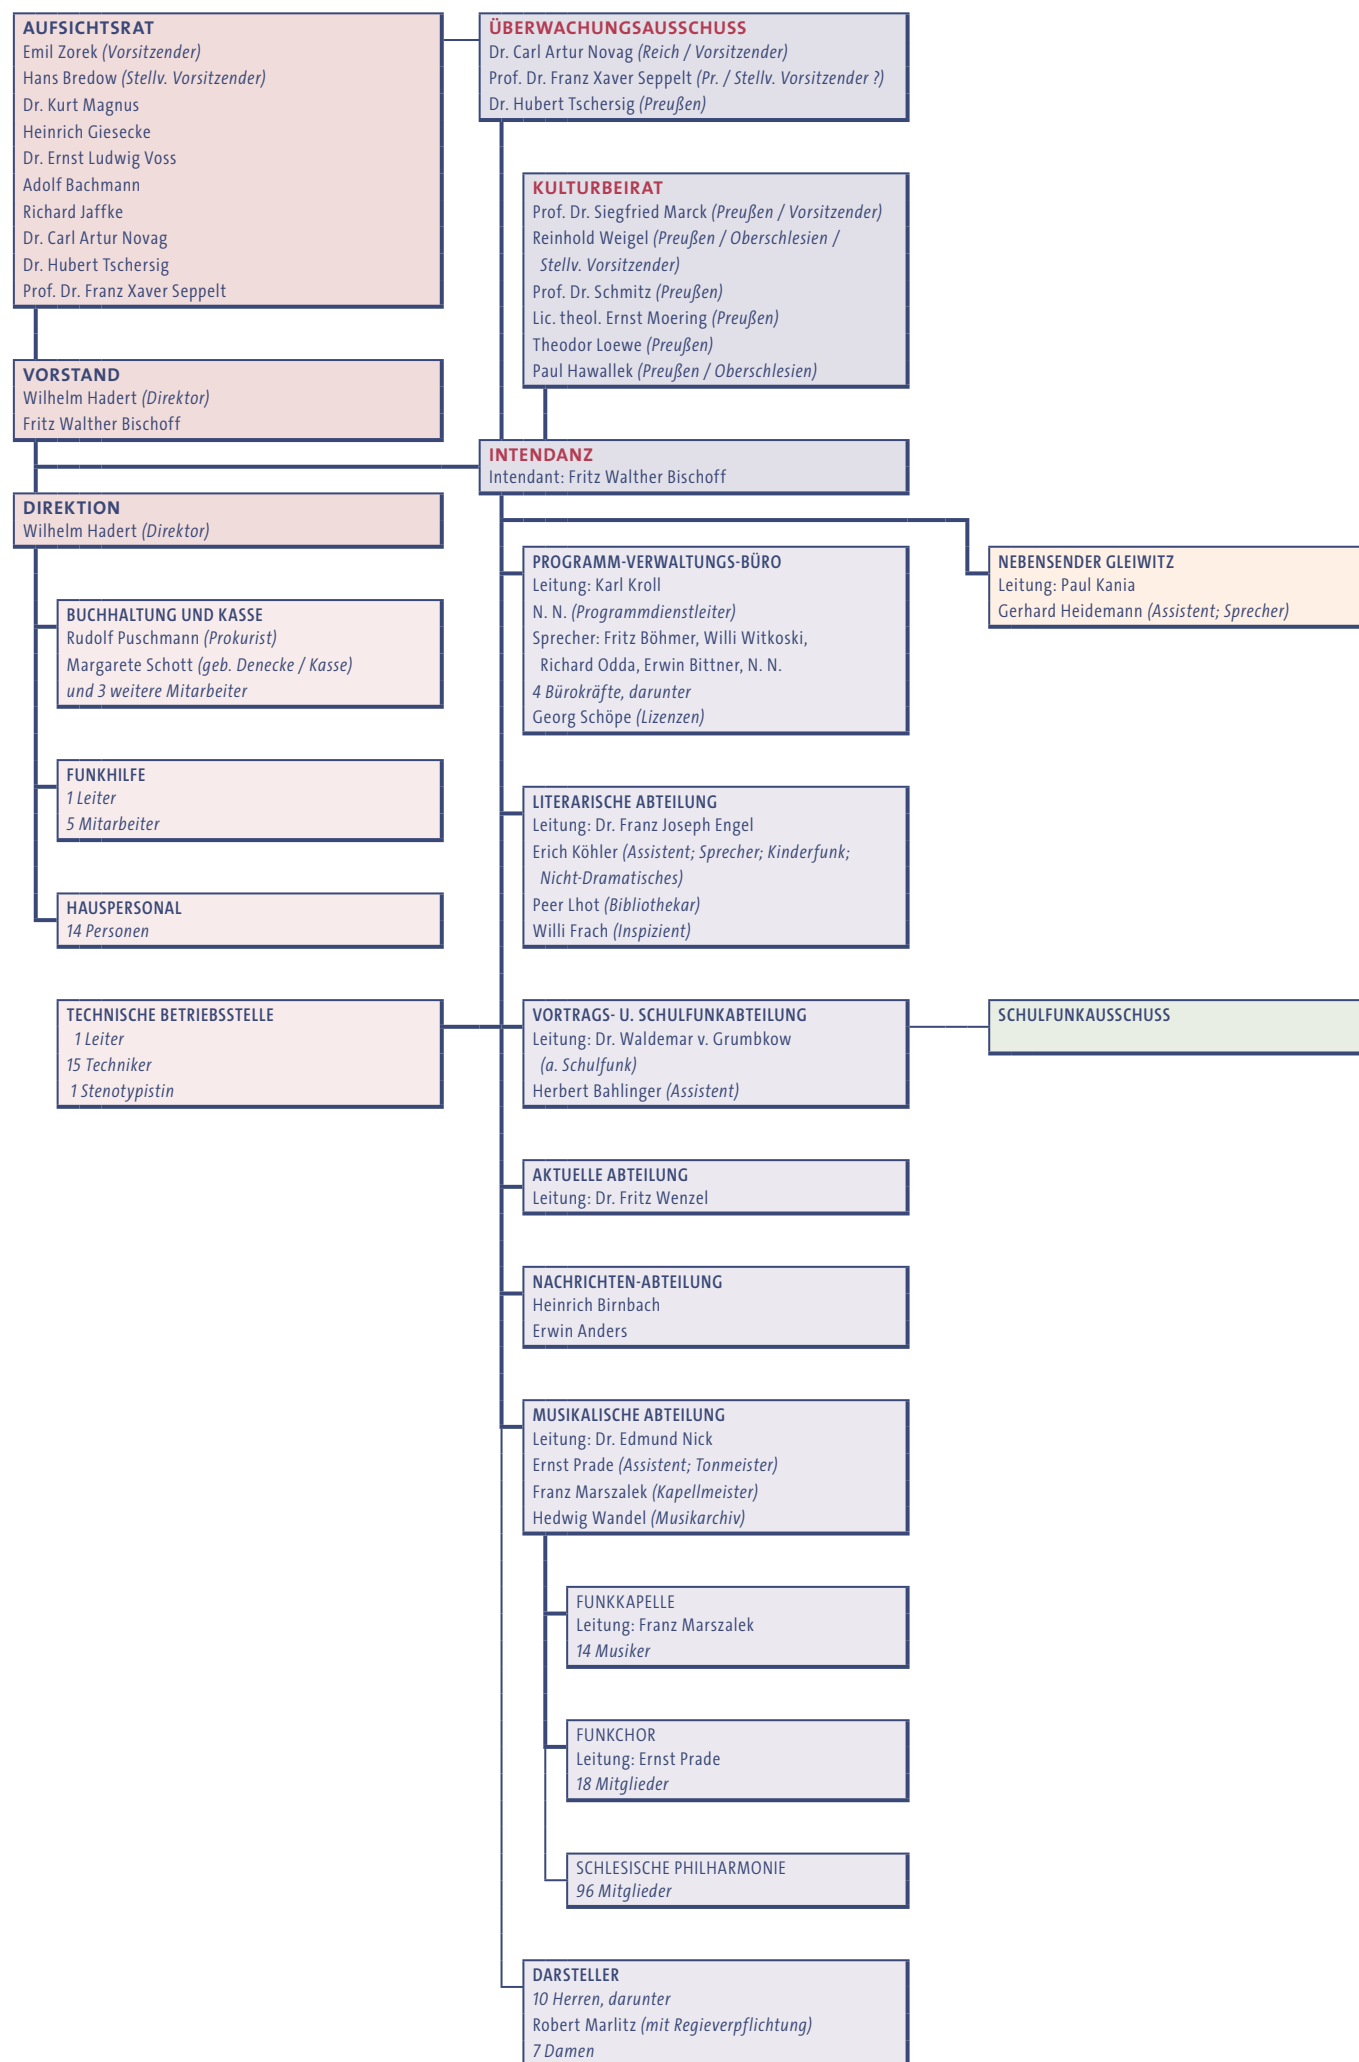 AUFSICHTSRAT
Emil Zorek (Vorsitzender)
Hans Bredow (Stellv. Vorsitzender)
Dr. Kurt Magnus
Heinrich Giesecke
Dr. Ernst Ludwig Voss
Adolf Bachmann
Richard Jaffke
Dr. Carl Artur Novag
Dr. Hubert Tschersig
Prof. Dr. Franz Xaver Seppelt
ÜBERWACHUNGSAUSSCHUSS
Dr. Carl Artur Novag (Reich / Vorsitzender)
Prof. Dr. Franz Xaver Seppelt (Pr. / Stellv. Vorsitzender ?)
Dr. Hubert Tschersig (Preußen)
KULTURBEIRAT
Prof. Dr. Siegfried Marck (Preußen / Vorsitzender)
Reinhold Weigel (Preußen / Oberschlesien /
Stellv. Vorsitzender)
Prof. Dr. Schmitz (Preußen)
Lic. theol. Ernst Moering (Preußen)
Theodor Loewe (Preußen)
Paul Hawallek (Preußen / Oberschlesien)
VORSTAND
Wilhelm Hadert (Direktor)
Fritz Walther Bischoff
INTENDANZ
Intendant: Fritz Walther Bischoff
DIREKTION
Wilhelm Hadert (Direktor)
BUCHHALTUNG UND KASSE
Rudolf Puschmann (Prokurist)
Margarete Schott (geb. Denecke / Kasse)
und 3 weitere Mitarbeiter
FUNKHILFE
1 Leiter
5 Mitarbeiter
HAUSPERSONAL
14 Personen
TECHNISCHE BETRIEBSSTELLE
1 Leiter
15 Techniker
1 Stenotypistin
PROGRAMM-VERWALTUNGS-BÜRO
Leitung: Karl Kroll
N. N. (Programmdienstleiter)
Sprecher: Fritz Böhmer, Willi Witkoski,
Richard Odda, Erwin Bittner, N. N.
4 Bürokräfte, darunter
Georg Schöpe (Lizenzen)
NEBENSENDER GLEIWITZ
Leitung: Paul Kania
Gerhard Heidemann (Assistent; Sprecher)
LITERARISCHE ABTEILUNG
Leitung: Dr. Franz Joseph Engel
Erich Köhler (Assistent; Sprecher; Kinderfunk;
Nicht-Dramatisches)
Peer Lhot (Bibliothekar)
Willi Frach (Inspizient)
VORTRAGS- U. SCHULFUNKABTEILUNG
Leitung: Dr. Waldemar v. Grumbkow
(a. Schulfunk)
Herbert Bahlinger (Assistent)
SCHULFUNKAUSSCHUSS
AKTUELLE ABTEILUNG
Leitung: Dr. Fritz Wenzel
NACHRICHTEN-ABTEILUNG
Heinrich Birnbach
Erwin Anders
MUSIKALISCHE ABTEILUNG
Leitung: Dr. Edmund Nick
Ernst Prade (Assistent; Tonmeister)
Franz Marszalek (Kapellmeister)
Hedwig Wandel (Musikarchiv)
FUNKKAPELLE
Leitung: Franz Marszalek
14 Musiker
FUNKCHOR
Leitung: Ernst Prade
18 Mitglieder
SCHLESISCHE PHILHARMONIE
96 Mitglieder
DARSTELLER
10 Herren, darunter
Robert Marlitz (mit Regieverpflichtung)
7 Damen